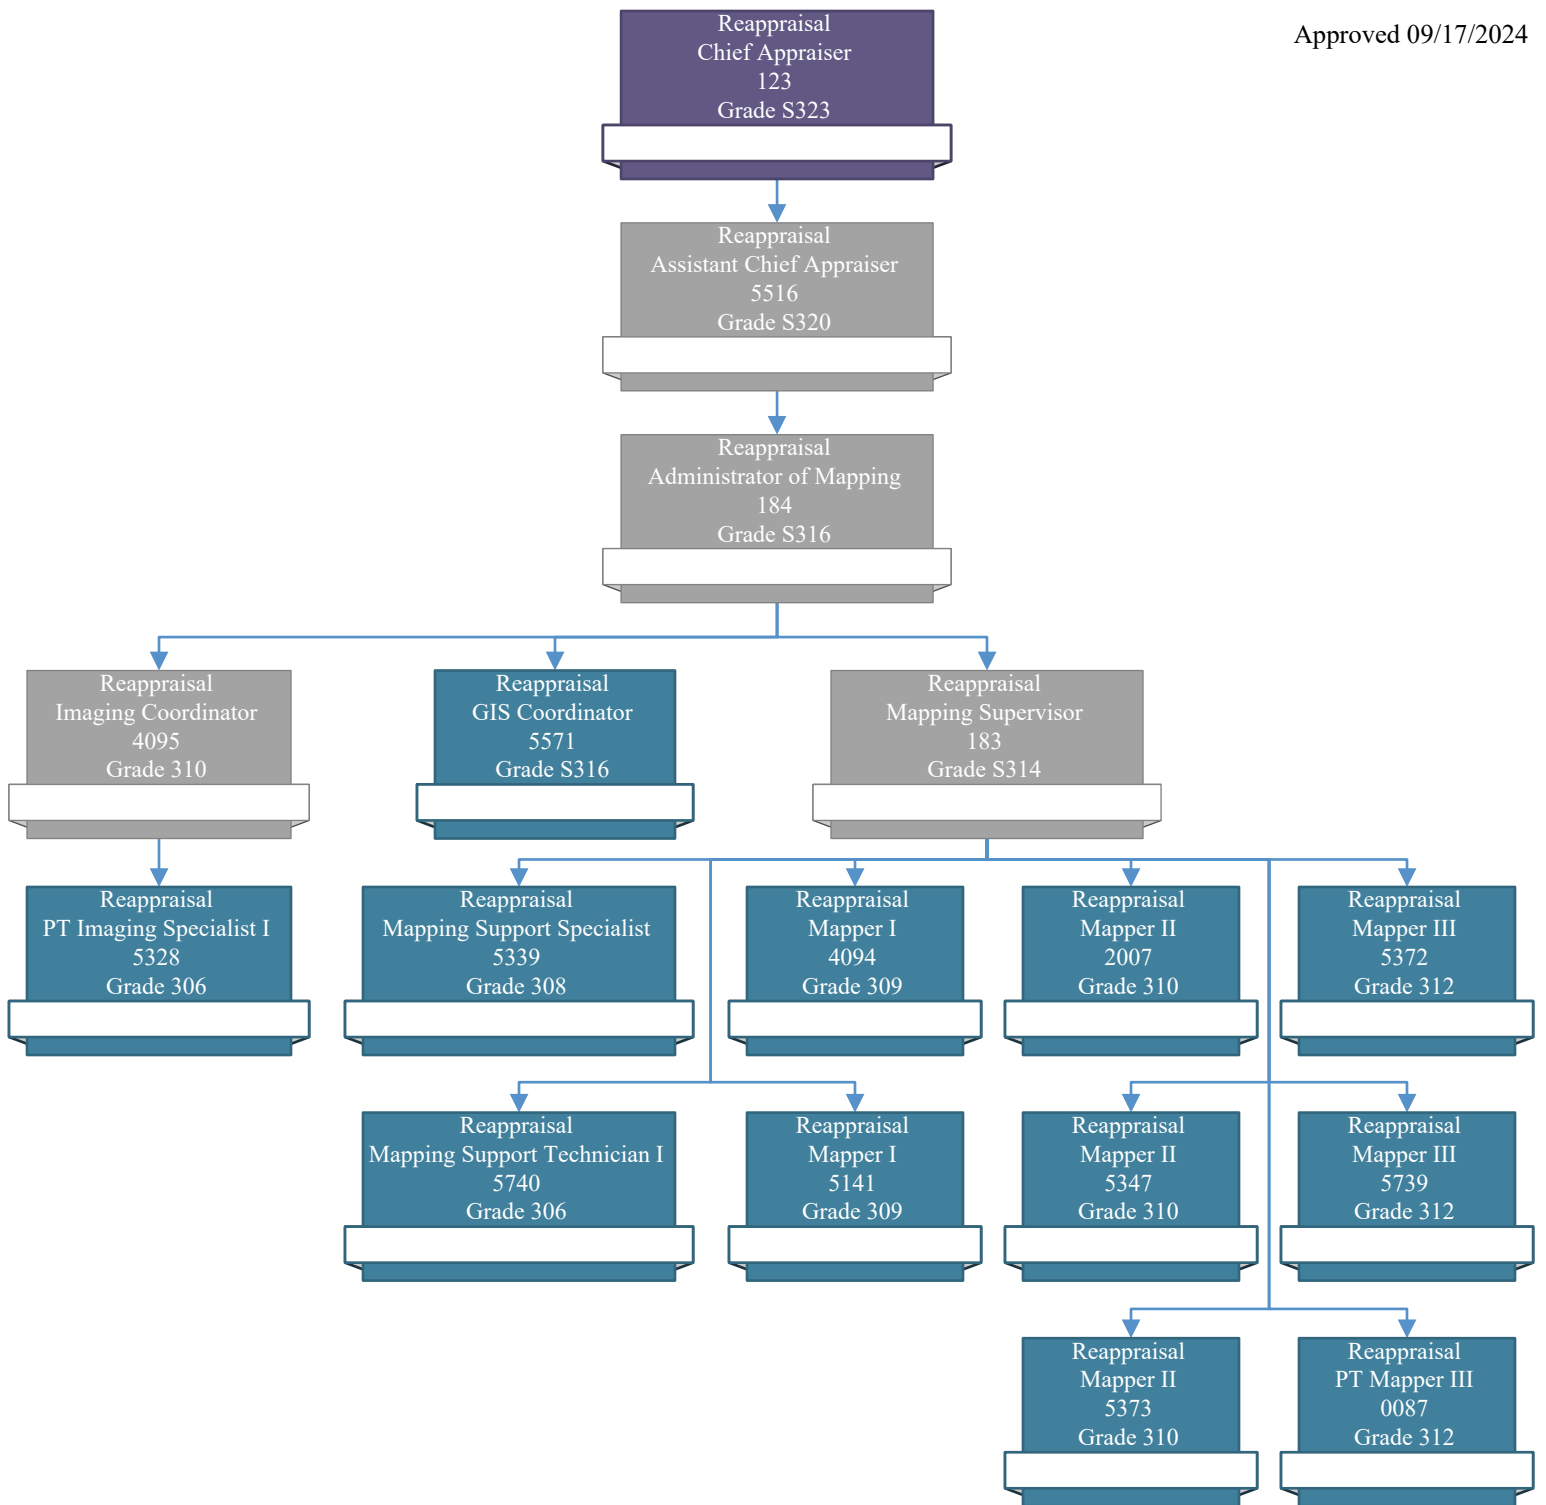 Approved 09/17/2024
Reappraisal
Chief Appraiser
123
Grade S323
Reappraisal
Assistant Chief Appraiser
5516
Grade S320
Reappraisal
Administrator of Mapping
184
Grade S316
Reappraisal
Imaging Coordinator
4095
Grade 310
Reappraisal
GIS Coordinator
5571
Grade S316
Reappraisal
Mapping Supervisor
183
Grade S314
Reappraisal
PT Imaging Specialist I
5328
Grade 306
Reappraisal
Mapping Support Specialist
5339
Grade 308
Reappraisal
Mapper I
4094
Grade 309
Reappraisal
Mapper II
2007
Grade 310
Reappraisal
Mapper III
5372
Grade 312
Reappraisal
Mapping Support Technician I
5740
Grade 306
Reappraisal
Mapper I
5141
Grade 309
Reappraisal
Mapper II
5347
Grade 310
Reappraisal
Mapper III
5739
Grade 312
Reappraisal
Mapper II
5373
Grade 310
Reappraisal
PT Mapper III
0087
Grade 312